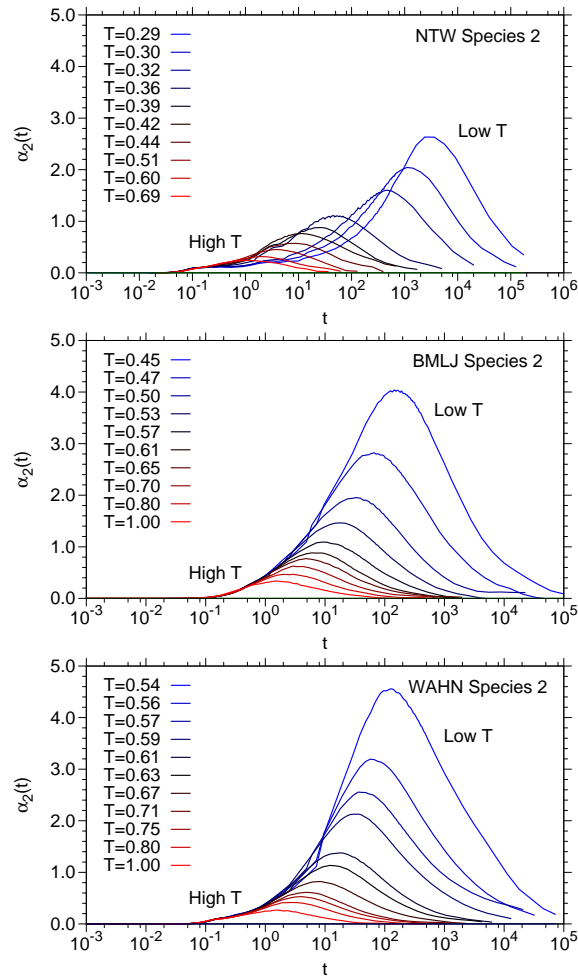 NTW Species 2
5.0
4.0
3.0
2.0
1.0
0.0
α₂(t)
T=0.29
T=0.30
T=0.32
T=0.36
T=0.39
T=0.42
T=0.44
T=0.51
T=0.60
T=0.69
Low T
High T
10⁻³ 10⁻² 10⁻¹ 10⁰ 10¹ 10² 10³ 10⁴ 10⁵ 10⁶
t
BMLJ Species 2
5.0
4.0
3.0
2.0
1.0
0.0
α₂(t)
T=0.45
T=0.47
T=0.50
T=0.53
T=0.57
T=0.61
T=0.65
T=0.70
T=0.80
T=1.00
Low T
High T
10⁻³ 10⁻² 10⁻¹ 10⁰ 10¹ 10² 10³ 10⁴ 10⁵
t
WAHN Species 2
5.0
4.0
3.0
2.0
1.0
0.0
α₂(t)
T=0.54
T=0.56
T=0.57
T=0.59
T=0.61
T=0.63
T=0.67
T=0.71
T=0.75
T=0.80
T=1.00
Low T
High T
10⁻³ 10⁻² 10⁻¹ 10⁰ 10¹ 10² 10³ 10⁴ 10⁵
t